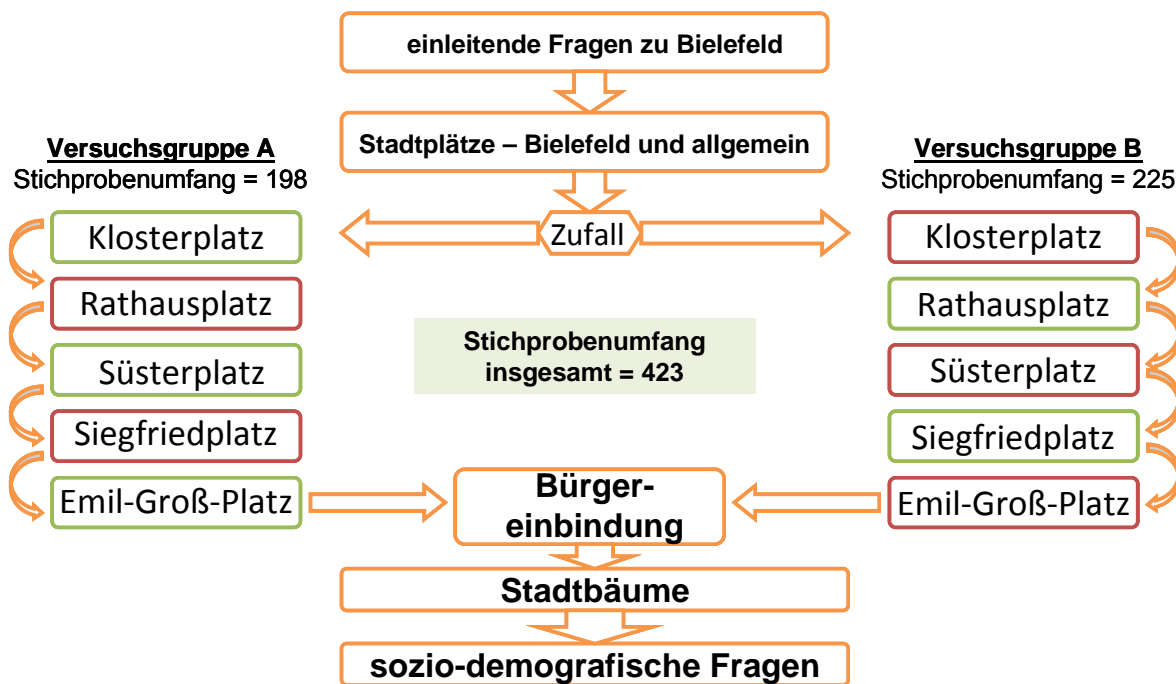 einleitende Fragen zu Bielefeld
Stadtplätze – Bielefeld und allgemein
Versuchsgruppe A
Stichprobenumfang = 198
Versuchsgruppe B
Stichprobenumfang = 225
Zufall
Klosterplatz
Rathausplatz
Süsterplatz
Siegfriedplatz
Emil-Groß-Platz
Stichprobenumfang
insgesamt = 423
Klosterplatz
Rathausplatz
Süsterplatz
Siegfriedplatz
Emil-Groß-Platz
Bürger-
einbindung
Stadtbäume
sozio-demografische Fragen